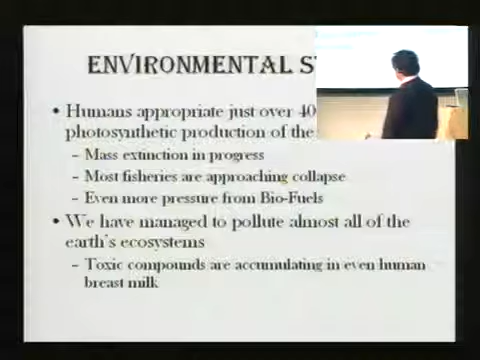 ENVIRONMENTAL
• Humans appropriate just over
photosynthetic production of the
– Mass extinction in progress
– Most fisheries are approaching collapse
– Even more pressure from Bio-Fuels
• We have managed to pollute almost all of the
earth's ecosystems
– Toxic compounds are accumulating in even human
breast milk